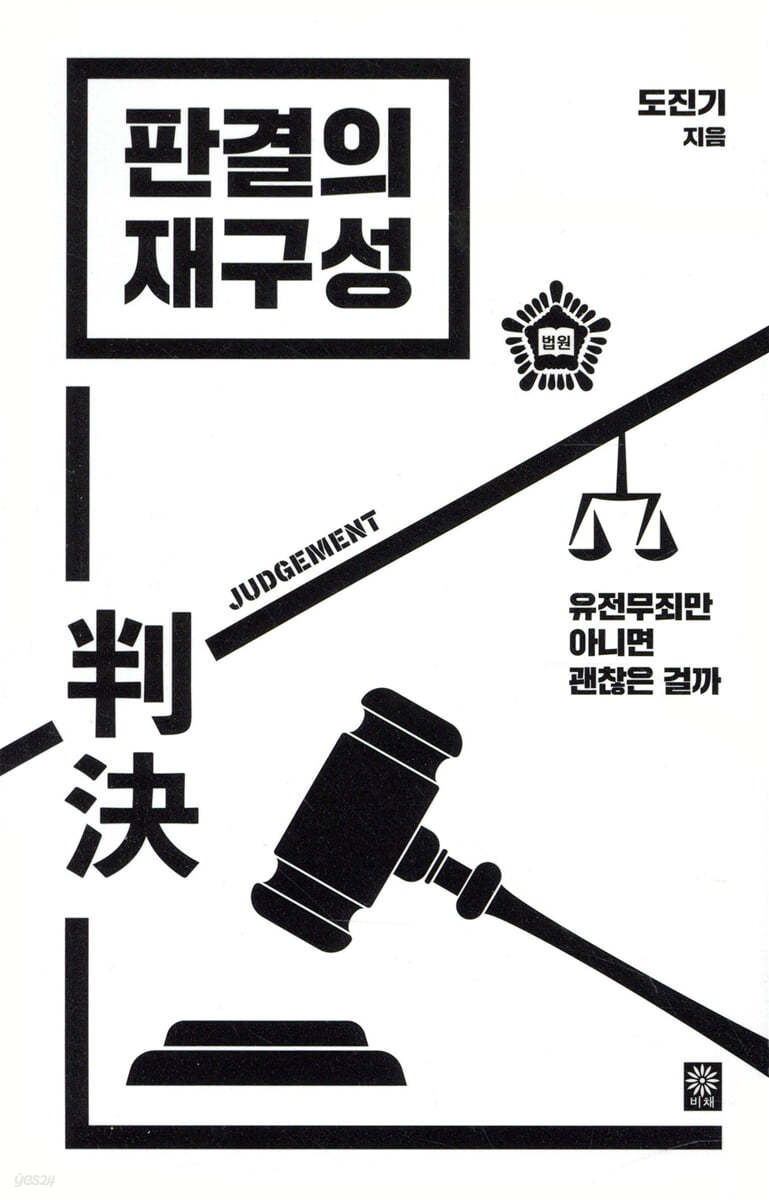 판결의
재구성
도진기
지음
법원
JUDGEMENT
유전무죄만
아니면
괜찮은 걸까
判
決
비채
yes24